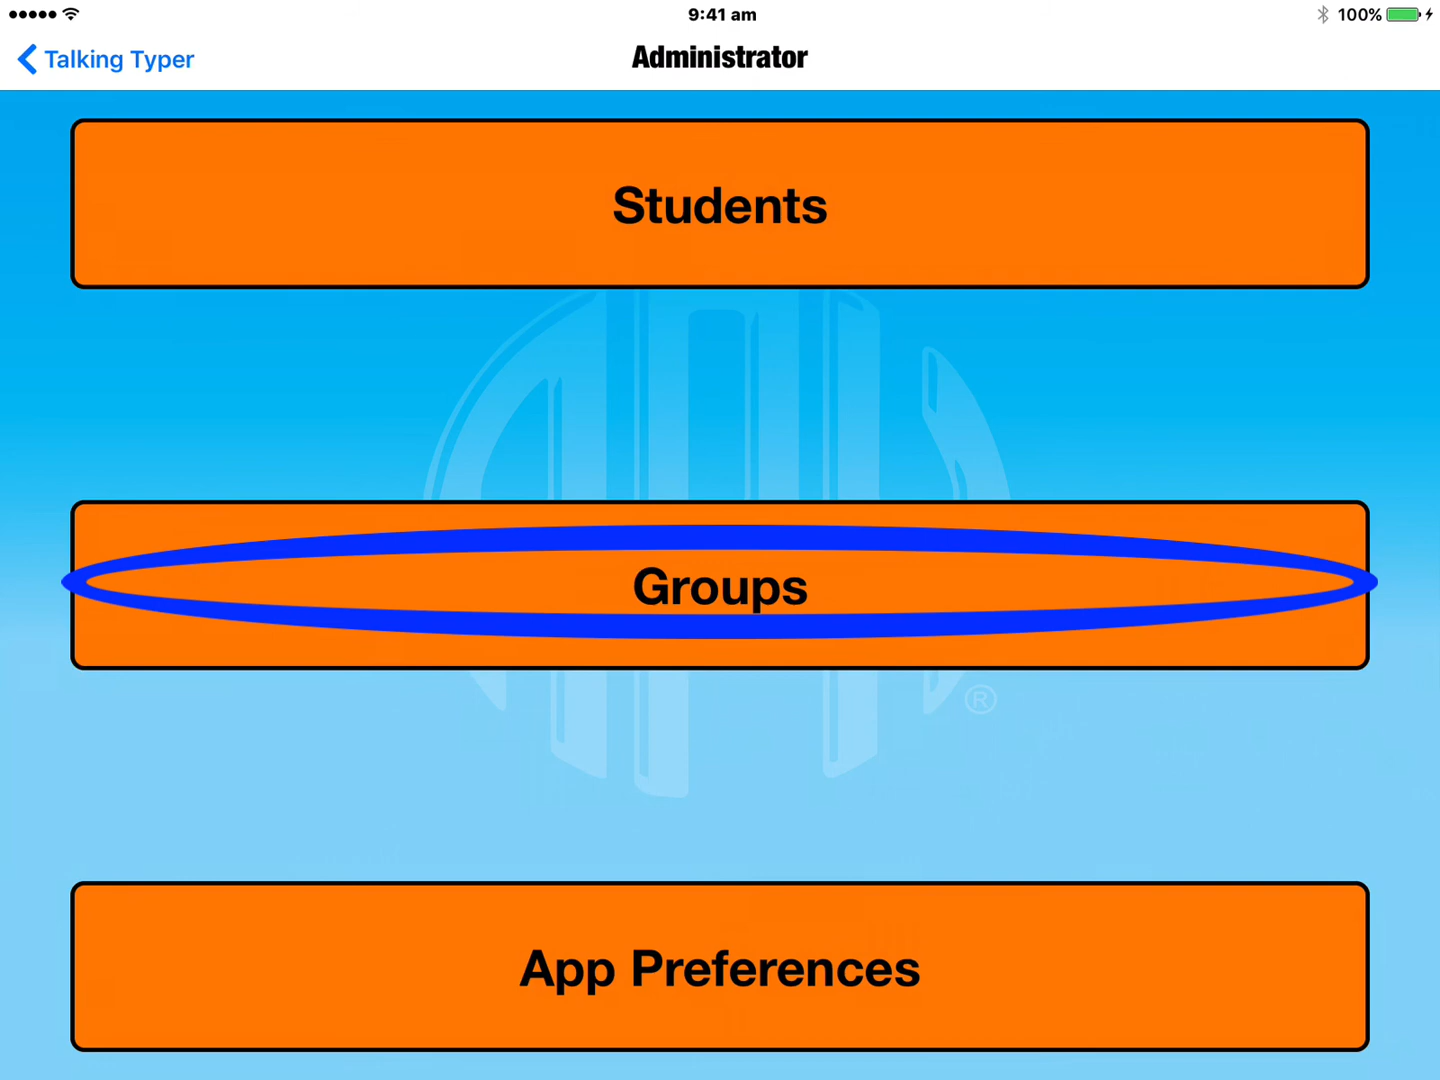 9:41 am
100%
Talking Typer
Administrator
Students
Groups
®
App Preferences